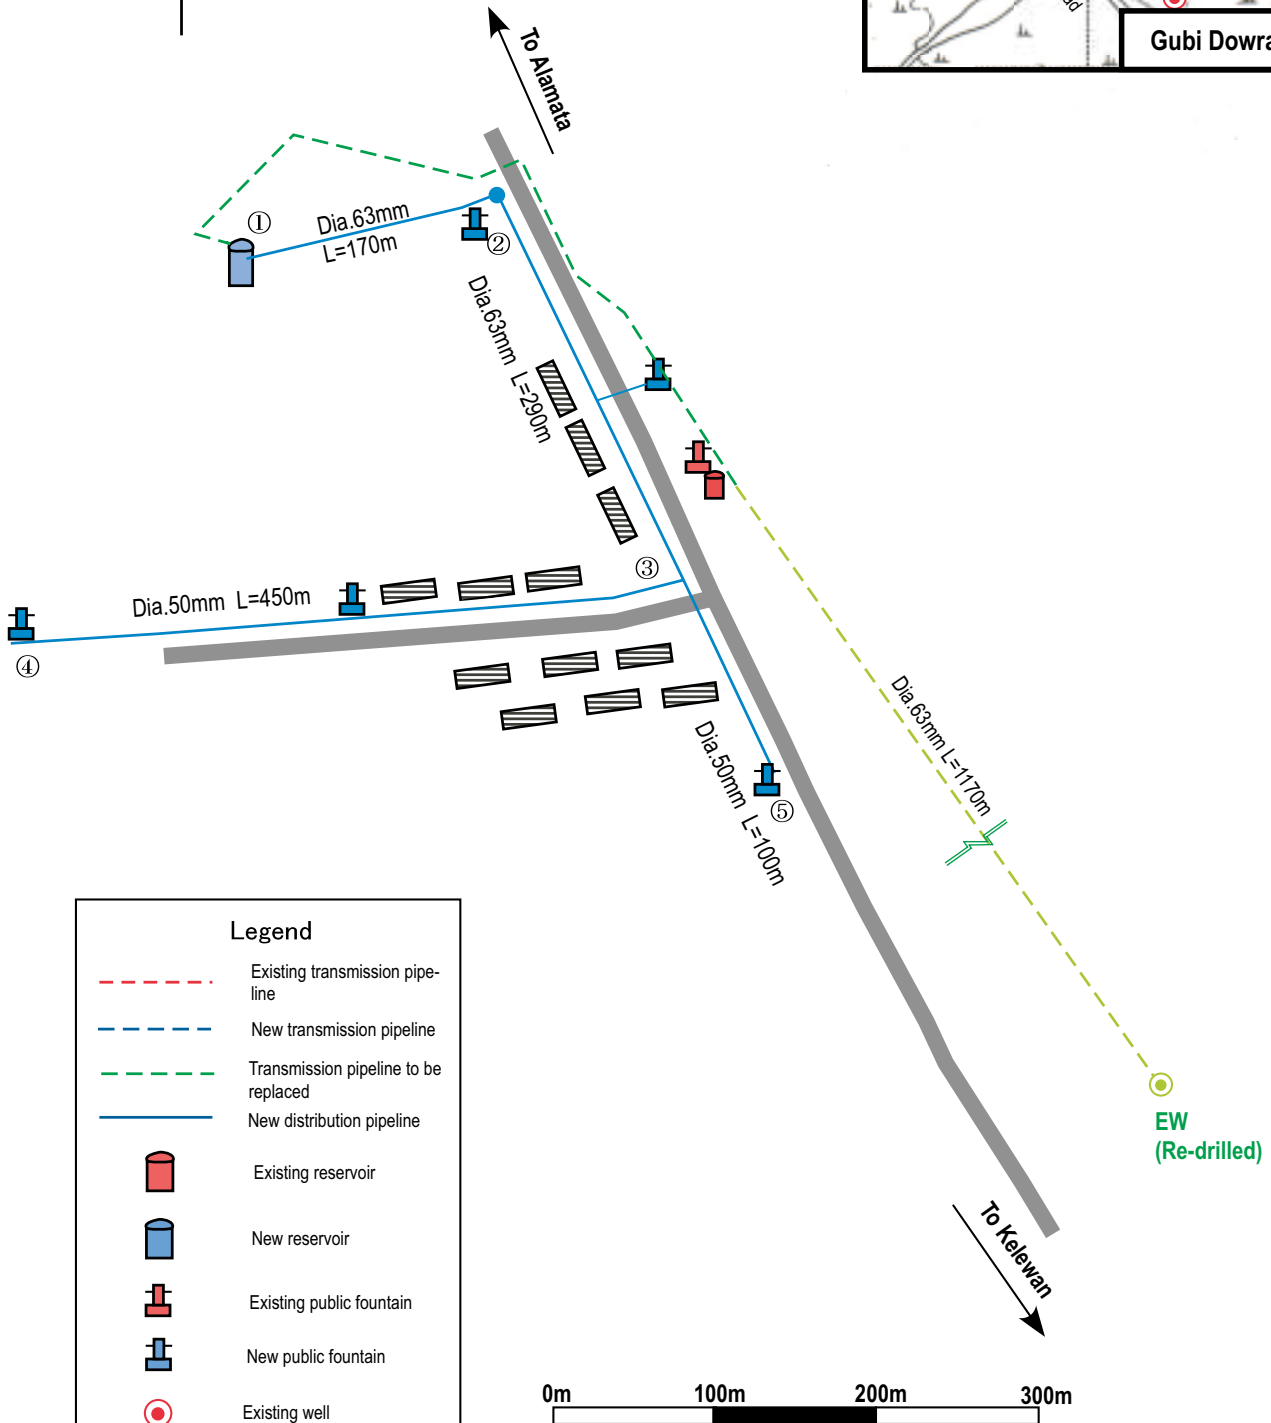 Gubi Dowra
To Alamata
①
Dia.63mm
L=170m
②
Dia.63mm L=290m
③
Dia.50mm L=450m
④
Dia.63mm L=1170m
Dia.50mm L=100m
⑤
EW
(Re-drilled)
To Kelewan
Legend
Existing transmission pipe-
line
New transmission pipeline
Transmission pipeline to be
replaced
New distribution pipeline
Existing reservoir
New reservoir
Existing public fountain
New public fountain
Existing well
0m 100m 200m 300m